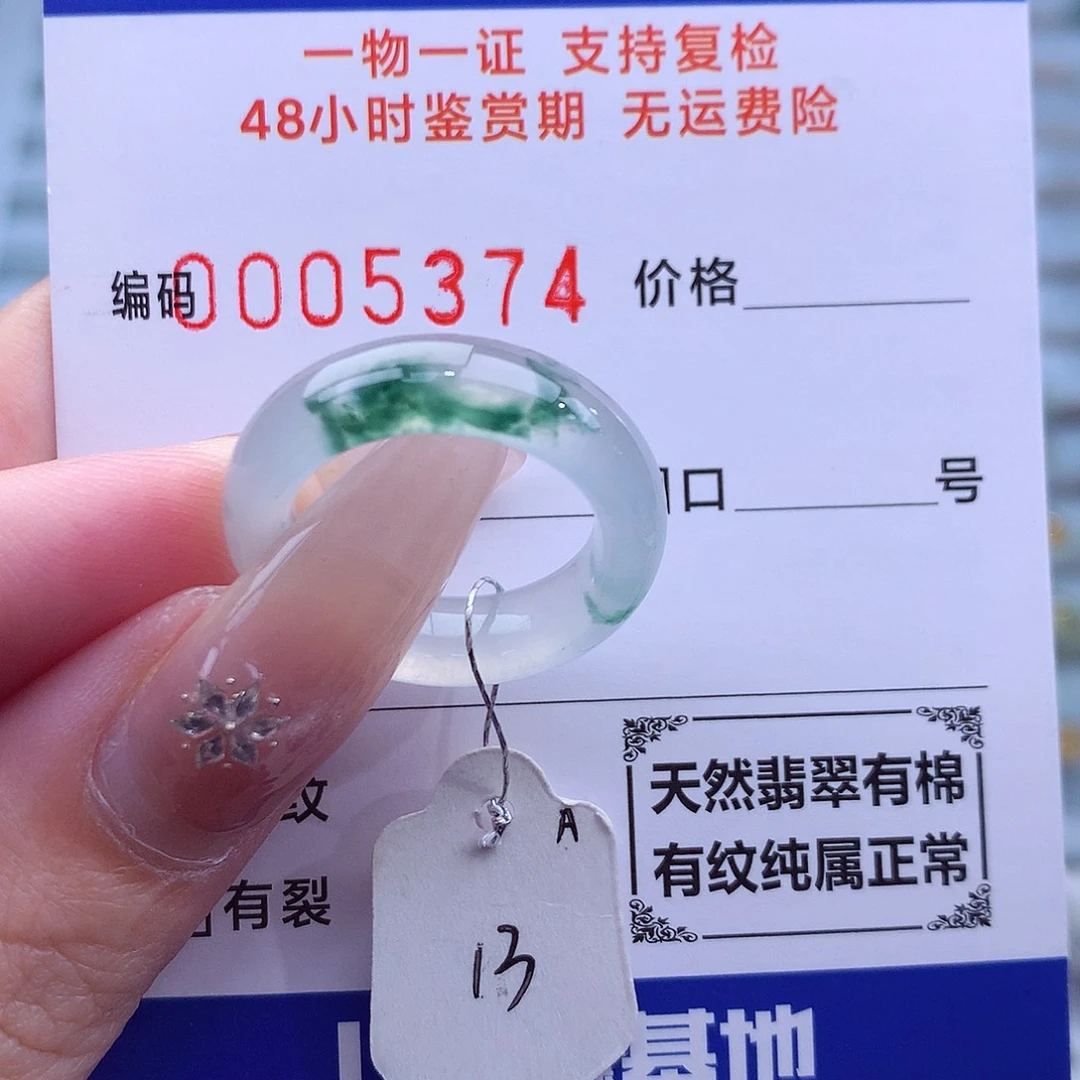 一物一证 支持复检
48小时鉴赏期 无运费险
编码0005374 价格
口 号
纹
有裂
天然翡翠有棉
有纹纯属正常
A
13
基地